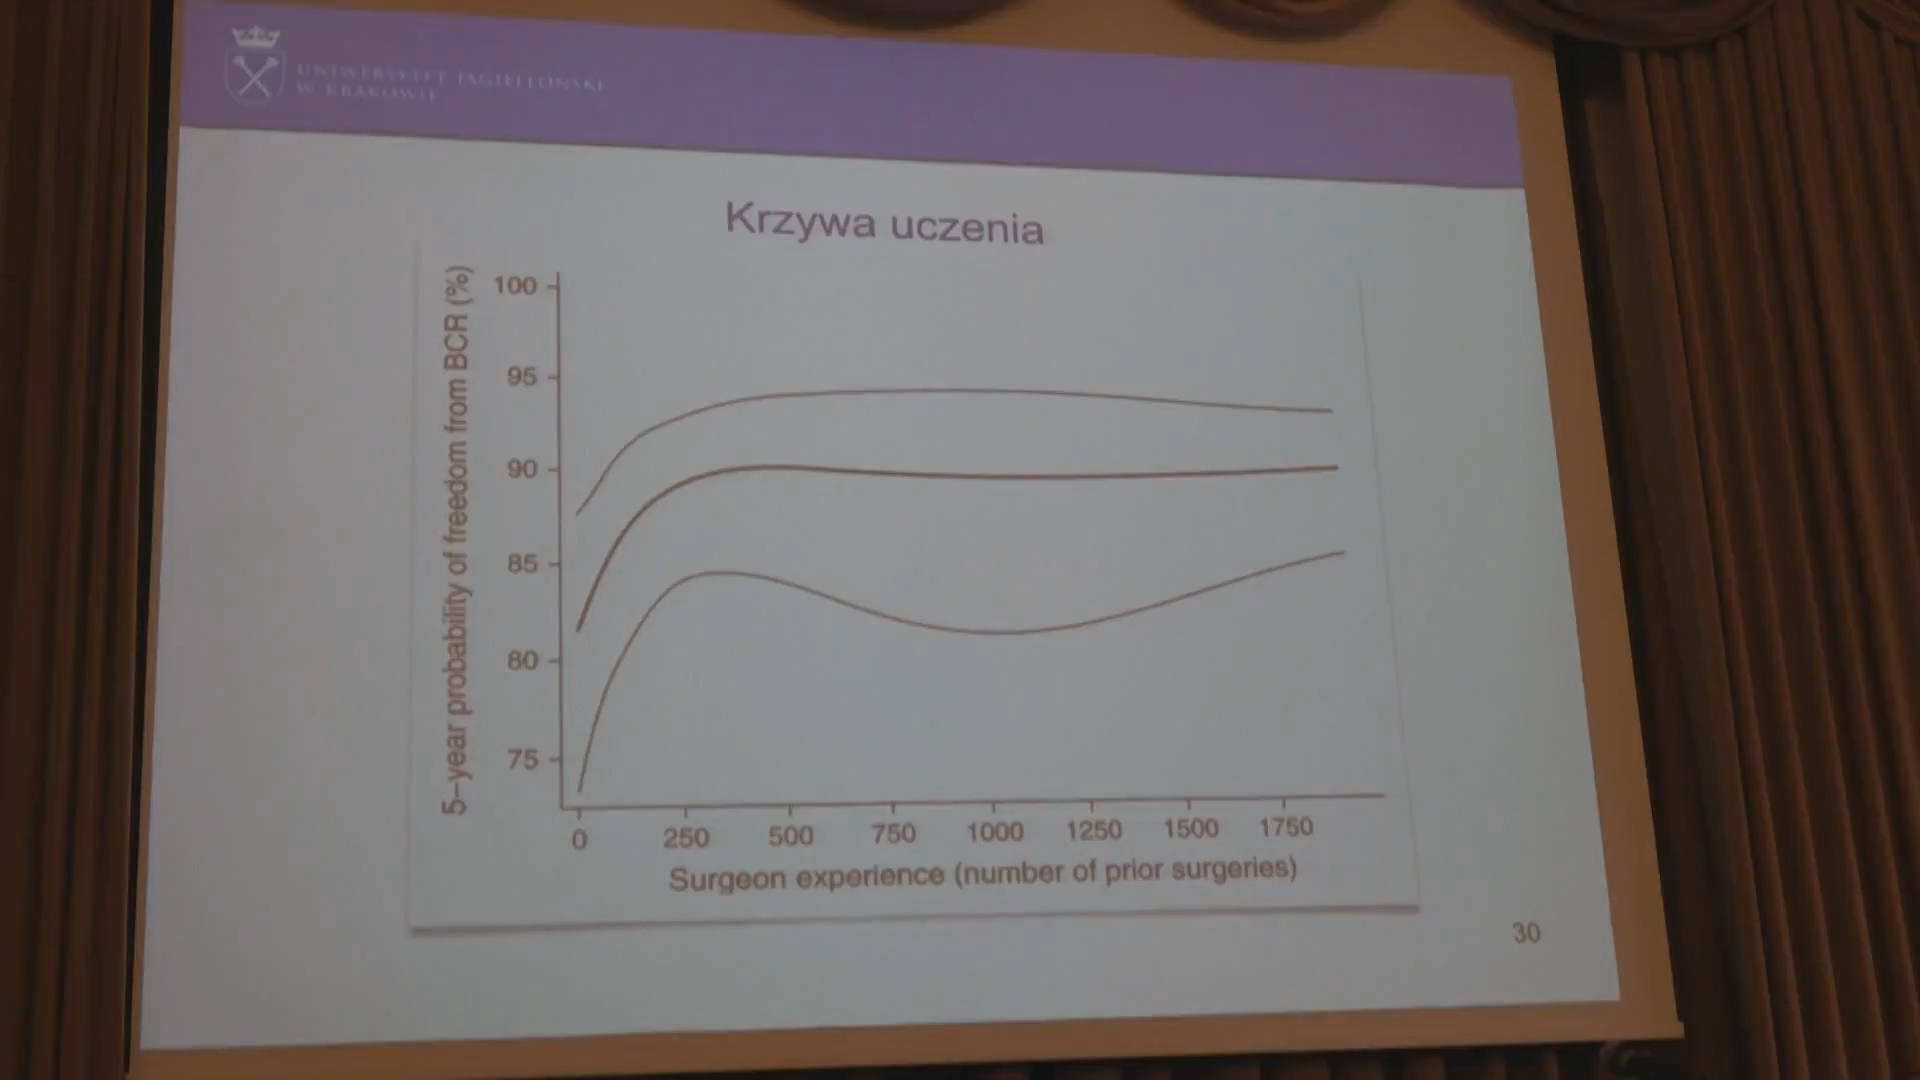 UNIWERSYTET JAGIELLOŃSKI
W KRAKOWIE
Krzywa uczenia
5-year probability of freedom from BCR (%)
100
95
90
85
80
75
0 250 500 750 1000 1250 1500 1750
Surgeon experience (number of prior surgeries)
30